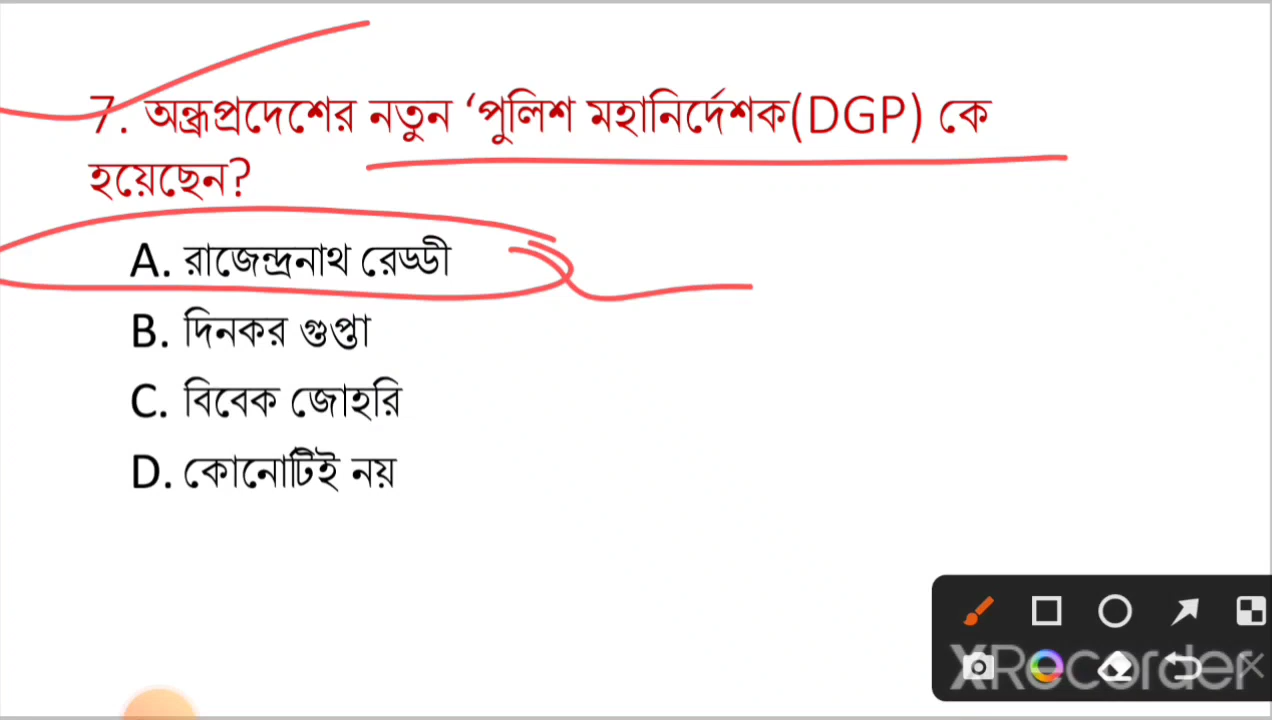 7. অন্ধ্রপ্রদেশের নতুন ‘পুলিশ মহানির্দেশক(DGP) কে
হয়েছেন?
A. রাজেন্দ্রনাথ রেড্ডী
B. দিনকর গুপ্তা
C. বিবেক জোহরি
D. কোনোটিই নয়
XRecorder